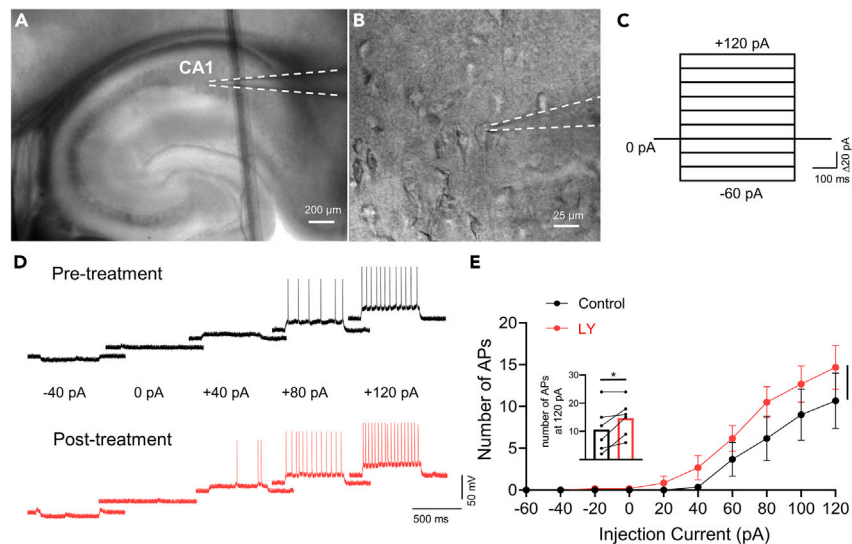 A
CA1
200 µm
B
25 µm
C
+120 pA
0 pA
-60 pA
Δ20 pA
100 ms
D
Pre-treatment
-40 pA
0 pA
+40 pA
+80 pA
+120 pA
Post-treatment
50 mV
500 ms
E
Control
LY
Number of APs
20
15
10
5
0
number of APs
at 120 pA
30
20
10
*
-60 -40 -20 0 20 40 60 80 100 120
Injection Current (pA)